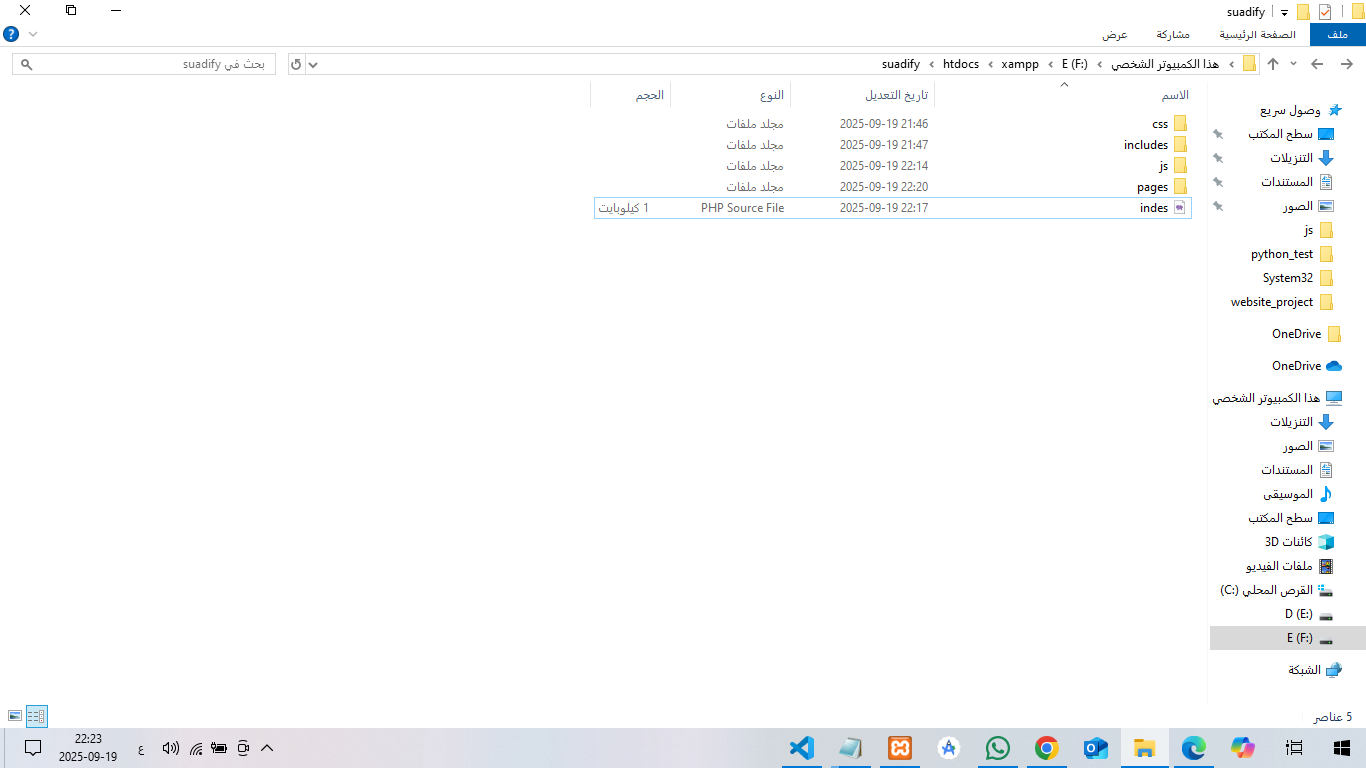 suadify
ملف
الصفحة الرئيسية
مشاركة
عرض
هذا الكمبيوتر الشخصي › E (F:) › xampp › htdocs › suadify
بحث في suadify
الاسم
تاريخ التعديل
النوع
الحجم
css
2025-09-19 21:46
مجلد ملفات
includes
2025-09-19 21:47
مجلد ملفات
js
2025-09-19 22:14
مجلد ملفات
pages
2025-09-19 22:20
مجلد ملفات
indes
2025-09-19 22:17
PHP Source File
1 كيلوبايت
وصول سريع
سطح المكتب
التنزيلات
المستندات
الصور
js
python_test
System32
website_project
OneDrive
OneDrive
هذا الكمبيوتر الشخصي
التنزيلات
الصور
المستندات
الموسيقى
سطح المكتب
كائنات 3D
ملفات الفيديو
القرص المحلي (C:)
D (E:)
E (F:)
الشبكة
5 عناصر
ع
22:23
2025-09-19